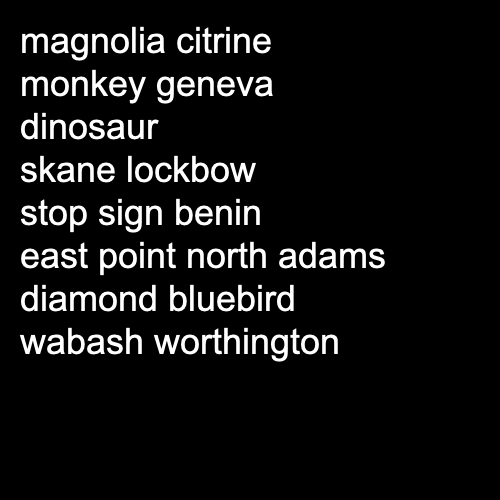 magnolia citrine
monkey geneva
dinosaur
skane lockbow
stop sign benin
east point north adams
diamond bluebird
wabash worthington